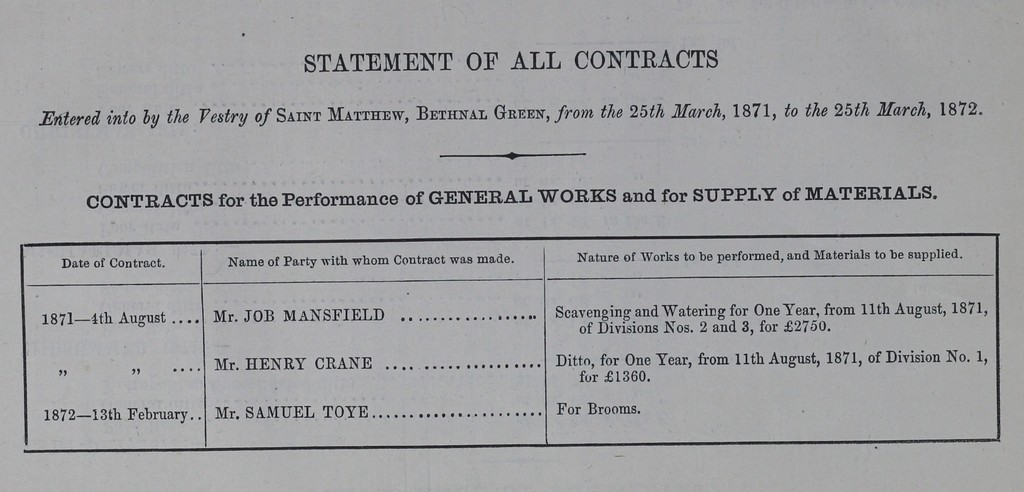 STATEMENT OF ALL CONTRACTS
Entered into by the Vestry of SAINT MATTHEW, BETHNAL GREEN, from the 25th March, 1871, to the 25th March, 1872.
CONTRACTS for the Performance of GENERAL WORKS and for SUPPLY of MATERIALS.
Date of Contract. Name of Party with whom Contract was made. Nature of Works to be performed, and Materials to be supplied.
1871—4th August .... Mr. JOB MANSFIELD .................. Scavenging and Watering for One Year, from 11th August, 1871,
of Divisions Nos. 2 and 3, for £2750.
„ „ .... Mr. HENRY CRANE .................... Ditto, for One Year, from 11th August, 1871, of Division No. 1,
for £1360.
1872—13th February.. Mr. SAMUEL TOYE...................... For Brooms.